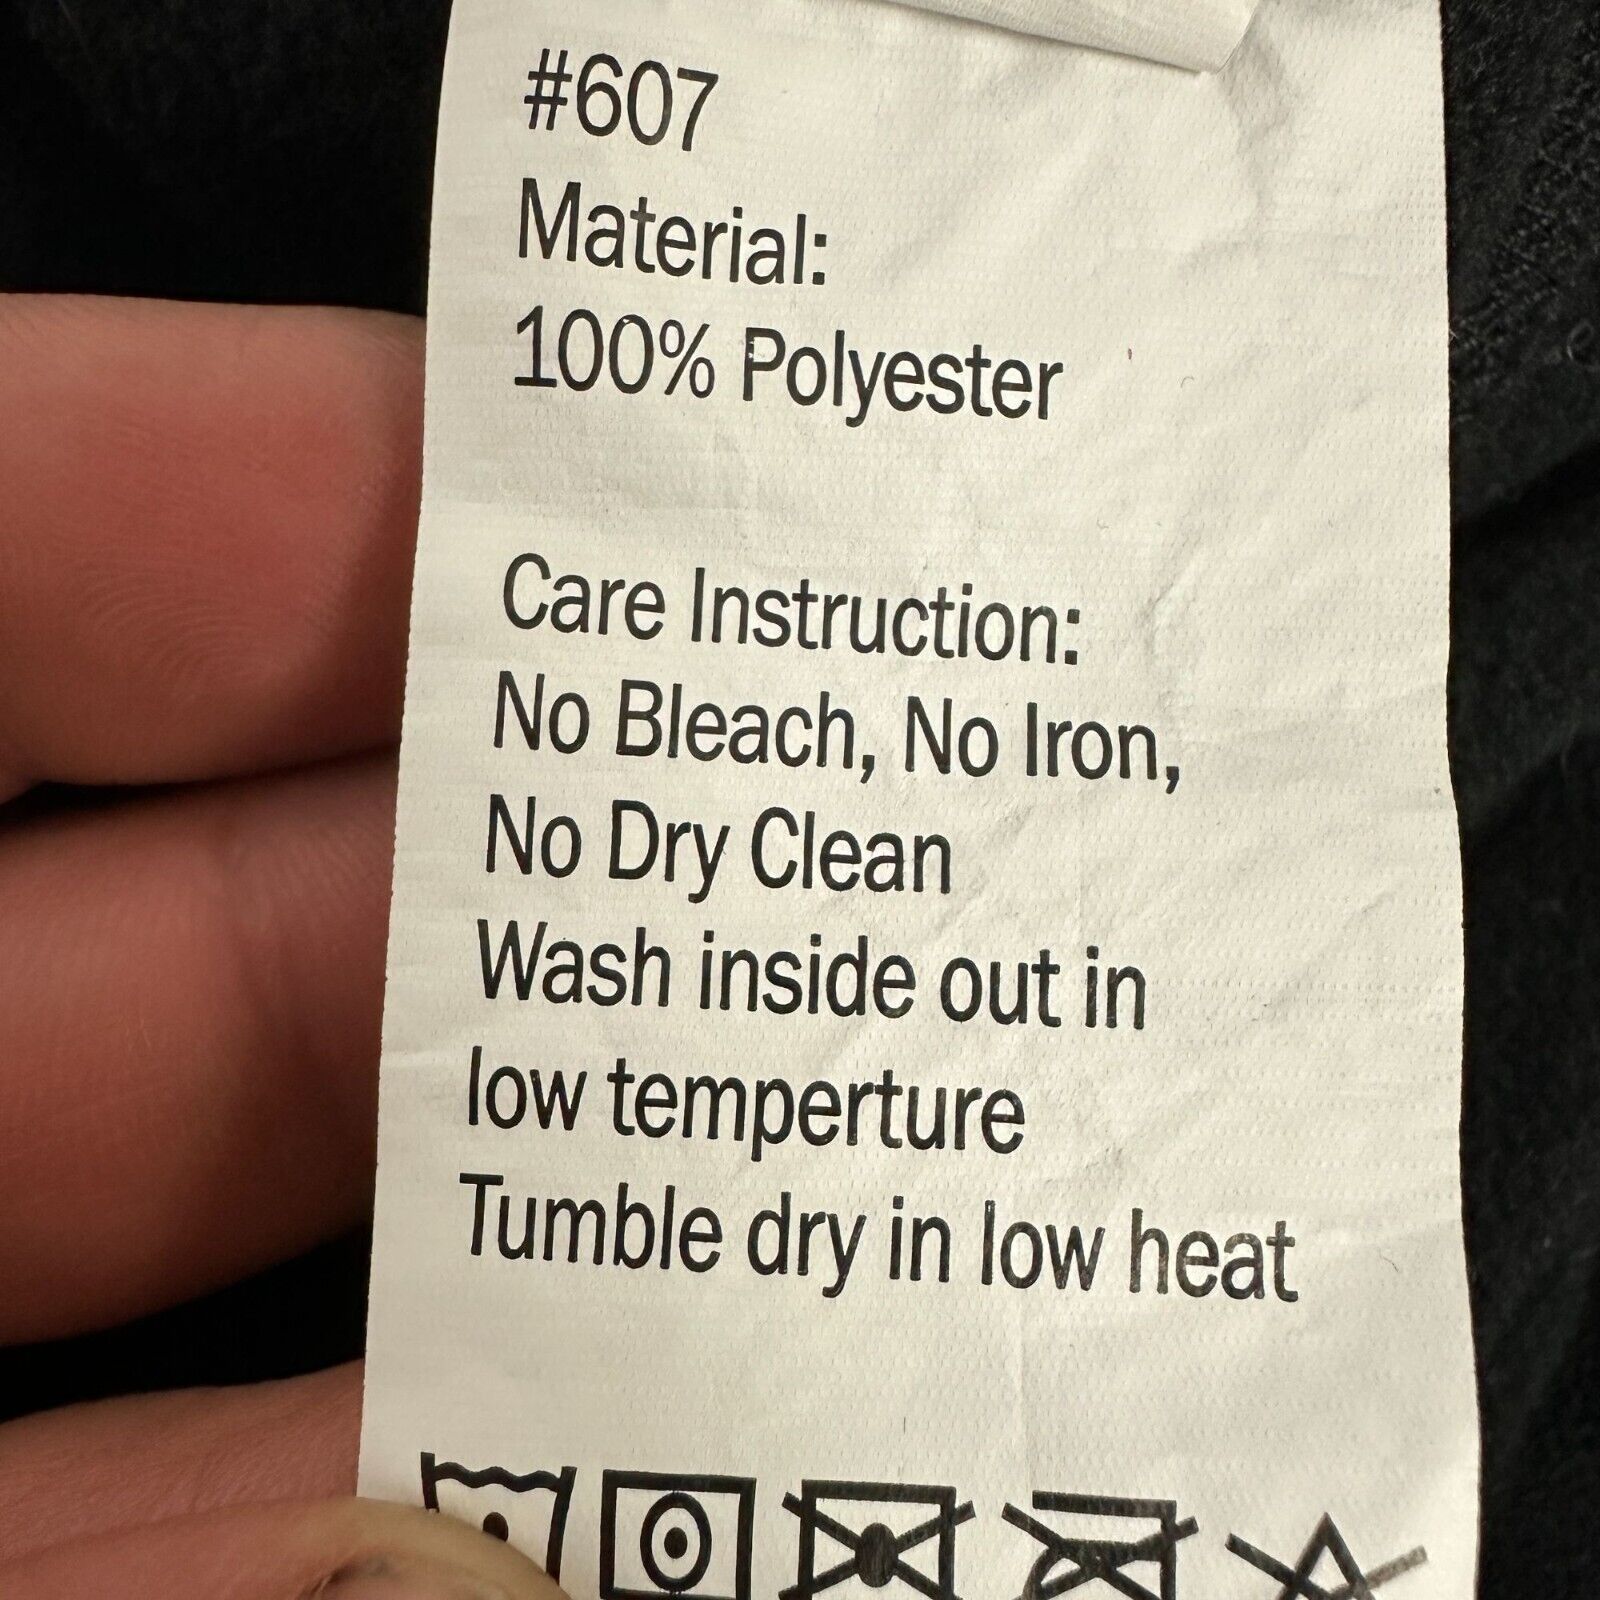 #607
Material:
100% Polyester
Care Instruction:
No Bleach, No Iron,
No Dry Clean
Wash inside out in
low temperture
Tumble dry in low heat